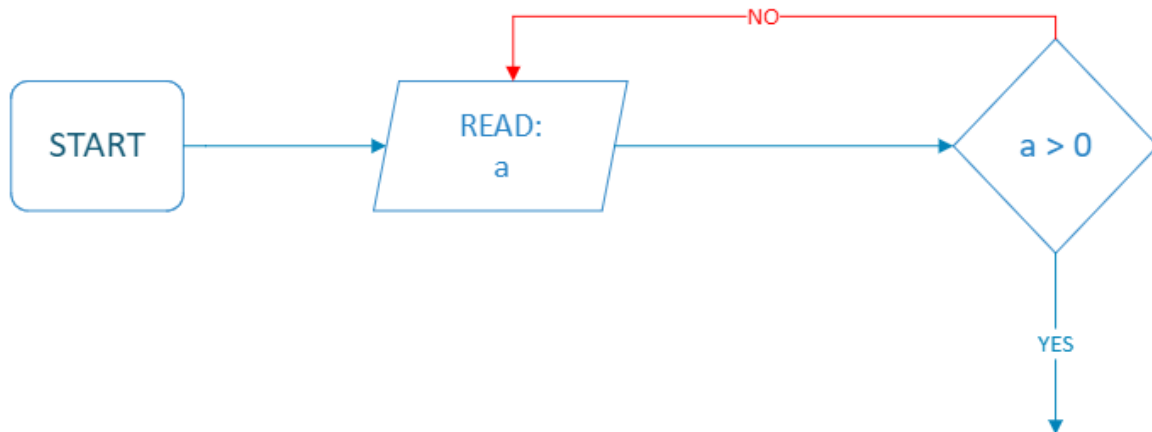 NO
START
READ:
a
a > 0
YES